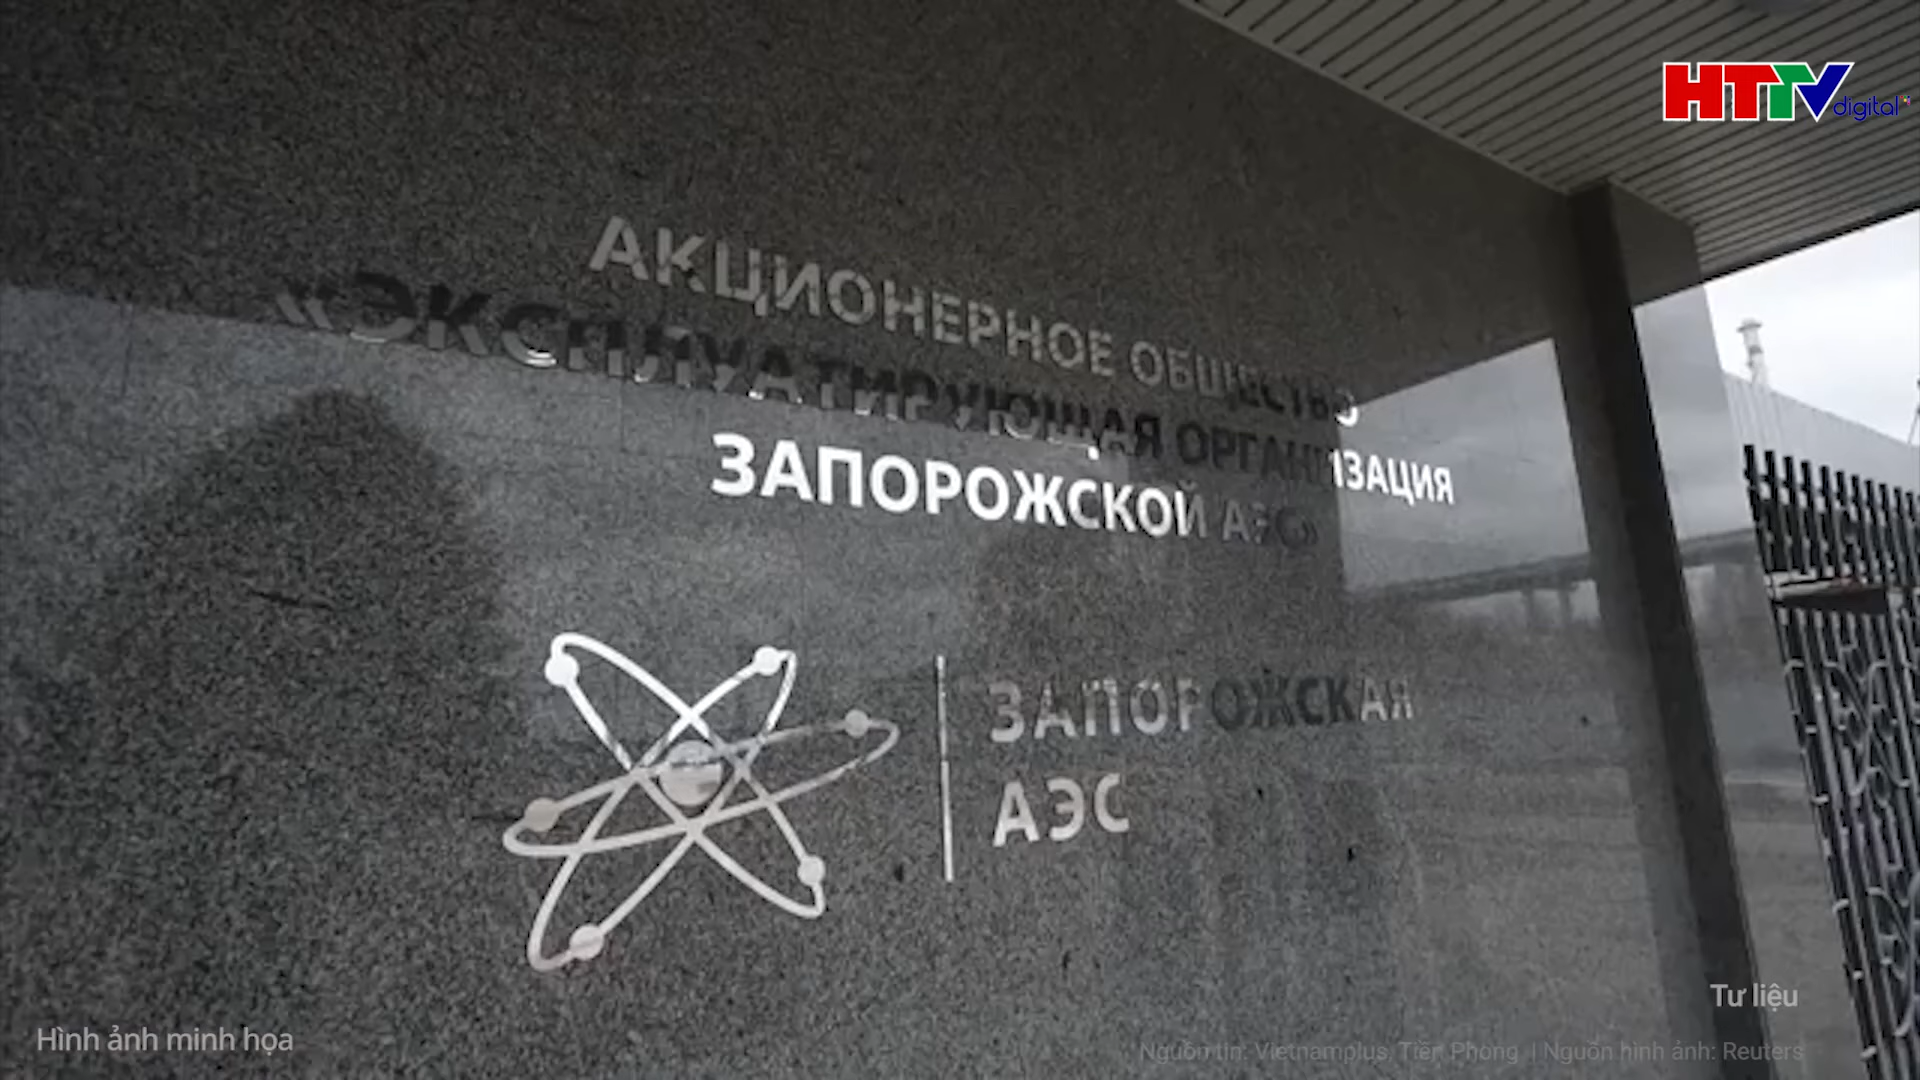 HTTV
digital
АКЦИОНЕРНОЕ ОБЩЕСТВО
«ЭКСПЛУАТИРУЮЩАЯ ОРГАНИЗАЦИЯ
ЗАПОРОЖСКОЙ АЭС»
ЗАПОРОЖСКАЯ
АЭС
Tư liệu
Hình ảnh minh họa
Nguồn tin: Vietnamplus, Tiền Phong | Nguồn hình ảnh: Reuters